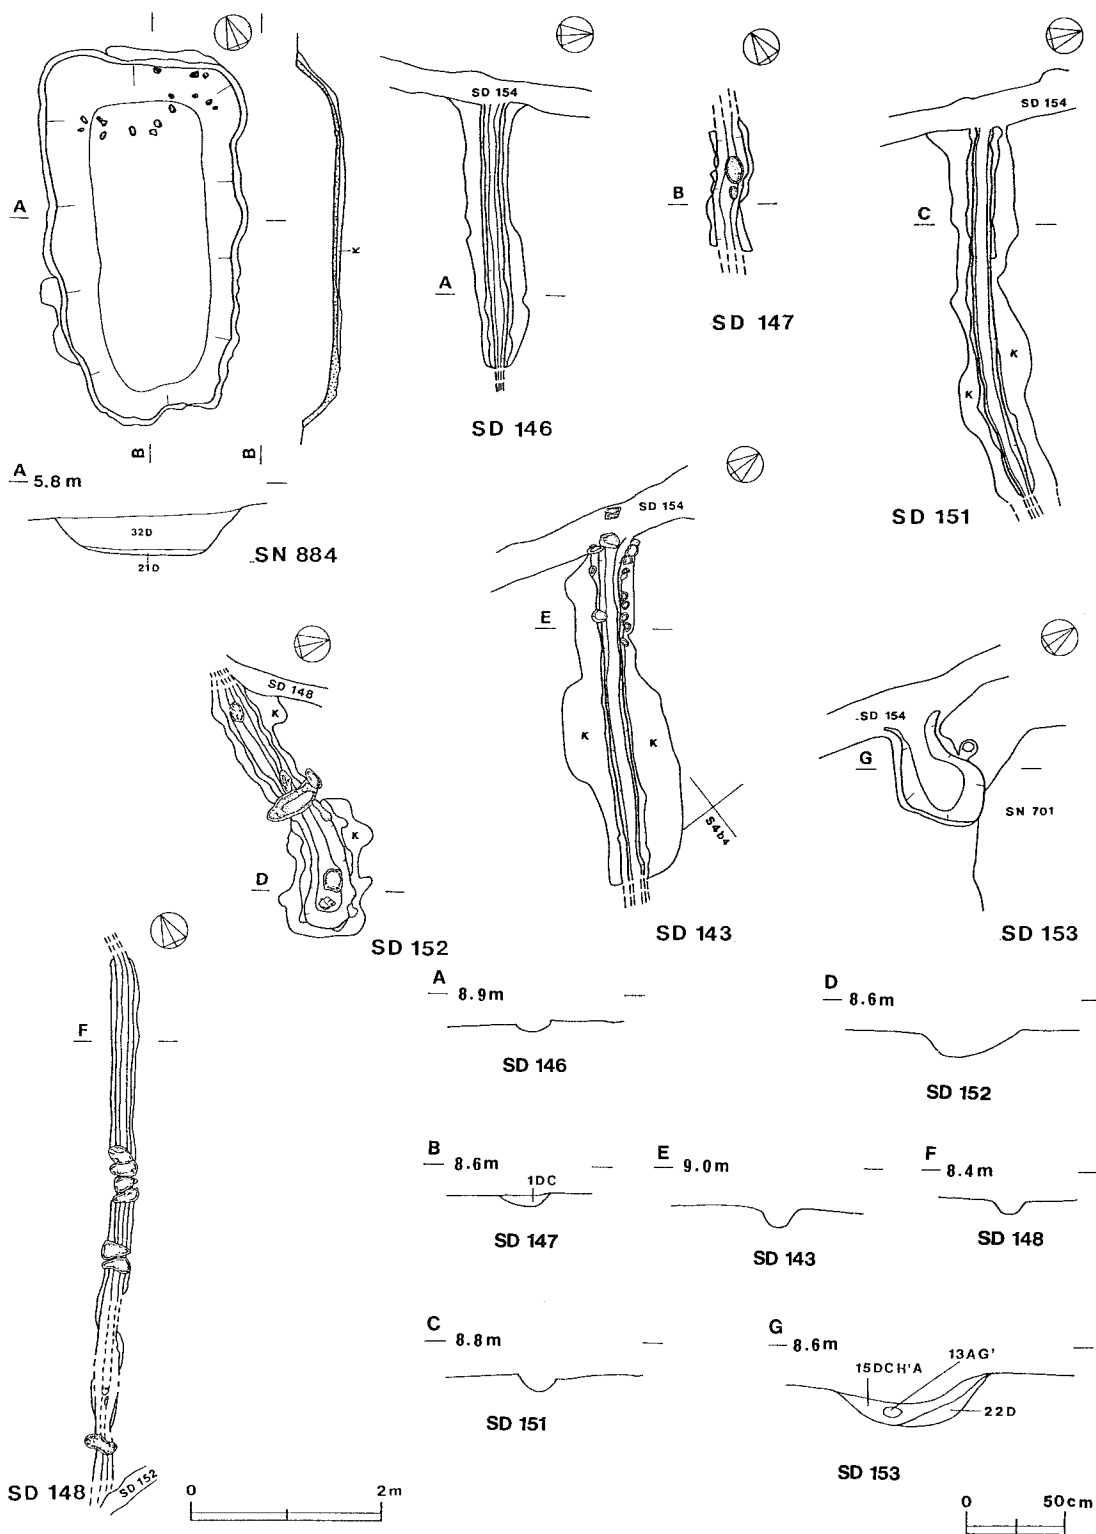 A
K
B
B
A 5.8m
32D
21D
SN 884
SD 154
A
SD 146
B
SD 147
SD 154
C
K
K
SD 151
SD 154
E
K
K
S4b4
SD 143
SD 148
K
K
D
SD 152
SD 154
G
SN 701
SD 153
F
SD 152
SD 148
0 2m
A
8.9m
SD 146
D
8.6m
SD 152
B
8.6m
1DC
SD 147
E
9.0m
SD 143
F
8.4m
SD 148
C
8.8m
SD 151
G
8.6m
15DCH'A
13AG'
22D
SD 153
0 50cm